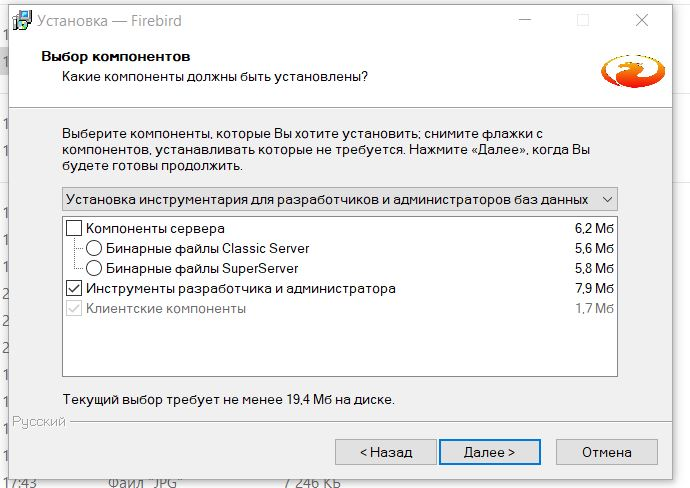 Установка — Firebird
Выбор компонентов
Какие компоненты должны быть установлены?
Выберите компоненты, которые Вы хотите установить; снимите флажки с
компонентов, устанавливать которые не требуется. Нажмите «Далее», когда Вы
будете готовы продолжить.
Установка инструментария для разработчиков и администраторов баз данных
Компоненты сервера 6,2 Мб
Бинарные файлы Classic Server 5,6 Мб
Бинарные файлы SuperServer 5,8 Мб
Инструменты разработчика и администратора 7,9 Мб
Клиентские компоненты 1,7 Мб
Текущий выбор требует не менее 19,4 Мб на диске.
Русский
< Назад Далее > Отмена
17:43 Файл "JPG" 7 246 КБ